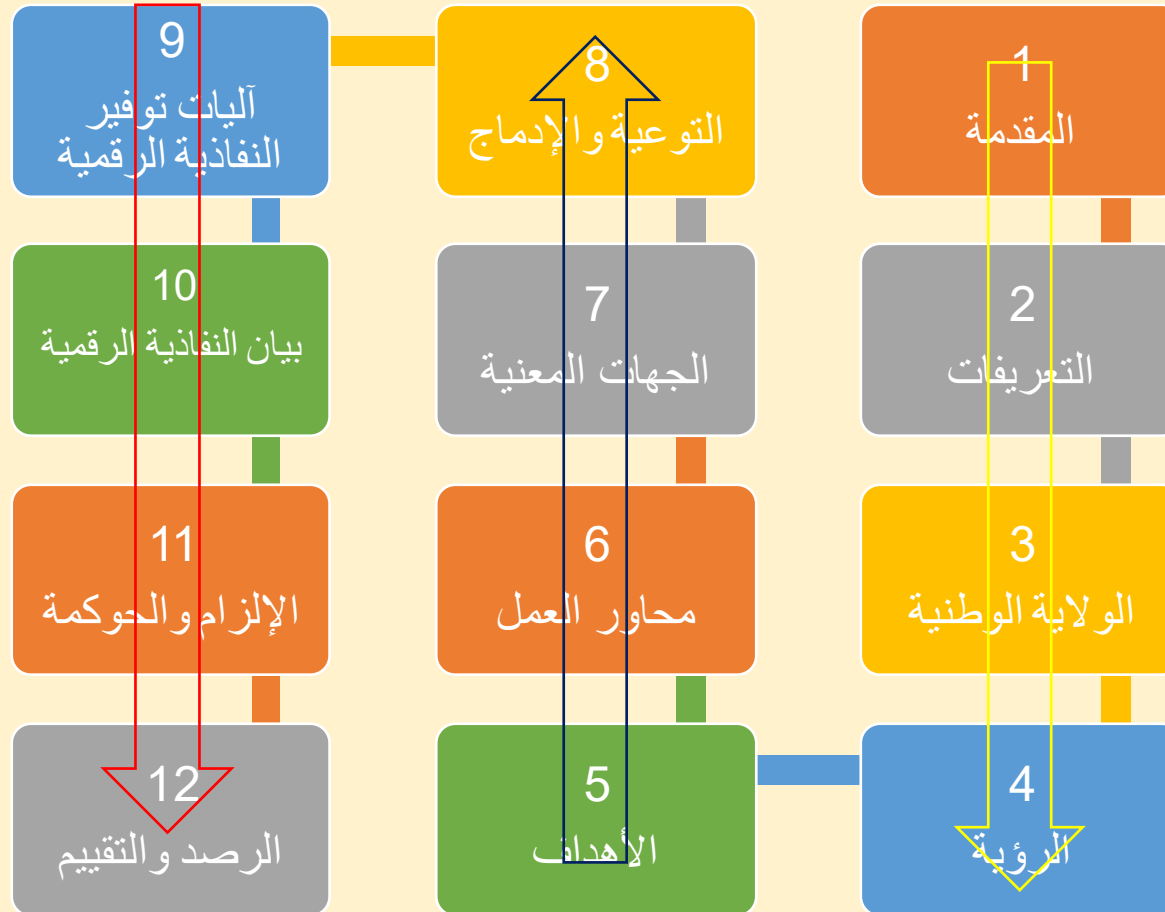 1
المقدمة
2
التعريفات
3
الولاية الوطنية
4
الرؤية
5
الأهداف
6
محاور العمل
7
الجهات المعنية
8
التوعية والإدماج
9
آليات توفير
النفاذية الرقمية
10
بيان النفاذية الرقمية
11
الإلزام والحوكمة
12
الرصد والتقييم